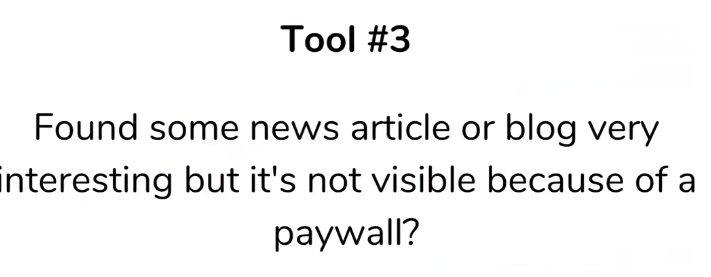 Tool #3
Found some news article or blog very
interesting but it's not visible because of a
paywall?